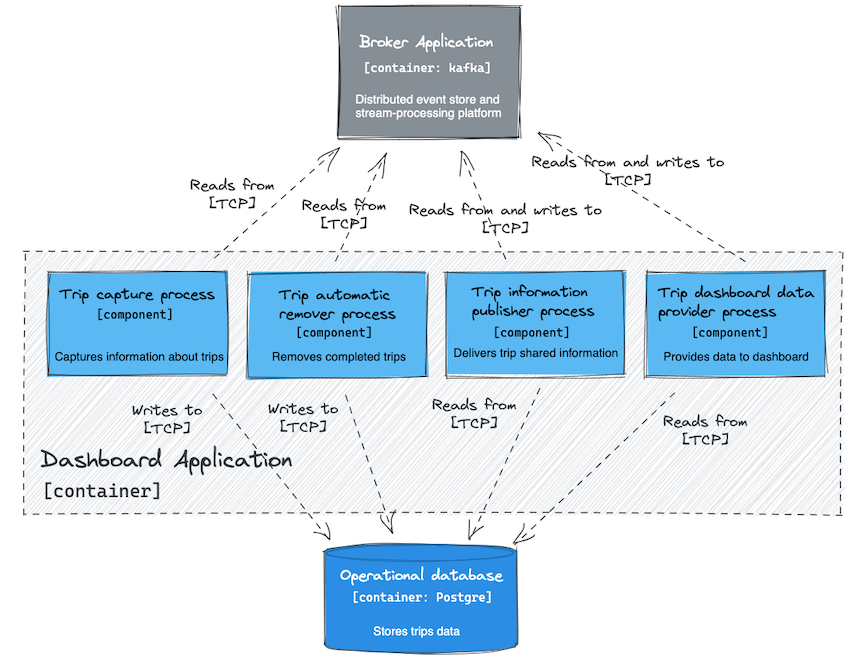 Broker Application
[container: kafka]
Distributed event store and
stream-processing platform
Reads from
[TCP]
Reads from
[TCP]
Reads from and writes to
[TCP]
Reads from and writes to
[TCP]
Trip capture process
[component]
Captures information about trips
Trip automatic
remover process
[component]
Removes completed trips
Trip information
publisher process
[component]
Delivers trip shared information
Trip dashboard data
provider process
[component]
Provides data to dashboard
Writes to
[TCP]
Writes to
[TCP]
Reads from
[TCP]
Reads from
[TCP]
Dashboard Application
[container]
Operational database
[container: Postgre]
Stores trips data